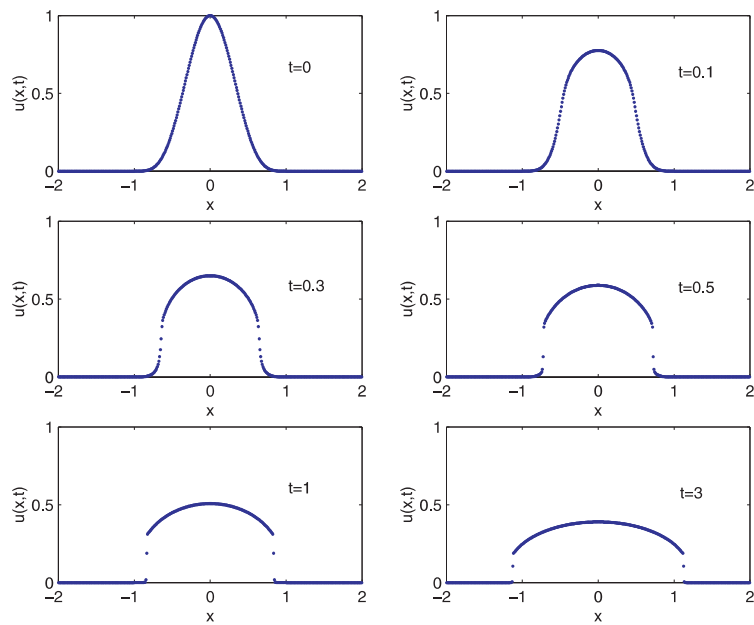 1
t=0
u(x,t)
0.5
0
−2 −1 0 1 2
x
1
t=0.1
u(x,t)
0.5
0
−2 −1 0 1 2
x
1
t=0.3
u(x,t)
0.5
0
−2 −1 0 1 2
x
1
t=0.5
u(x,t)
0.5
0
−2 −1 0 1 2
x
1
t=1
u(x,t)
0.5
0
−2 −1 0 1 2
x
1
t=3
u(x,t)
0.5
0
−2 −1 0 1 2
x